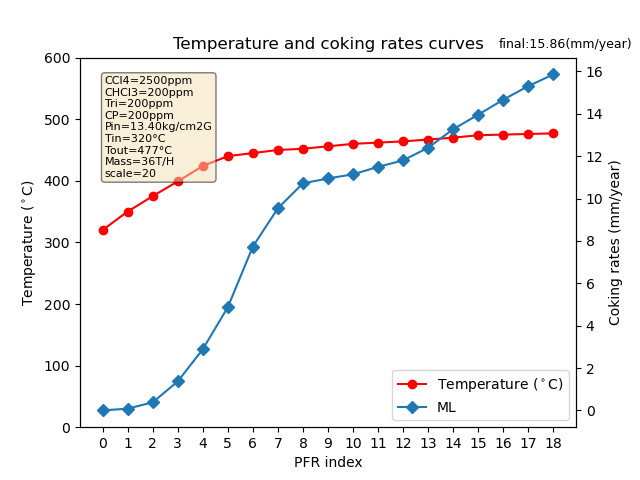 Temperature and coking rates curves
final:15.86(mm/year)
CCl4=2500ppm
CHCl3=200ppm
Tri=200ppm
CP=200ppm
Pin=13.40kg/cm2G
Tin=320°C
Tout=477°C
Mass=36T/H
scale=20
Temperature (°C)
600
500
400
300
200
100
0
16
14
12
10
8
6
4
2
0
Coking rates (mm/year)
Temperature (°C)
ML
0 1 2 3 4 5 6 7 8 9 10 11 12 13 14 15 16 17 18
PFR index